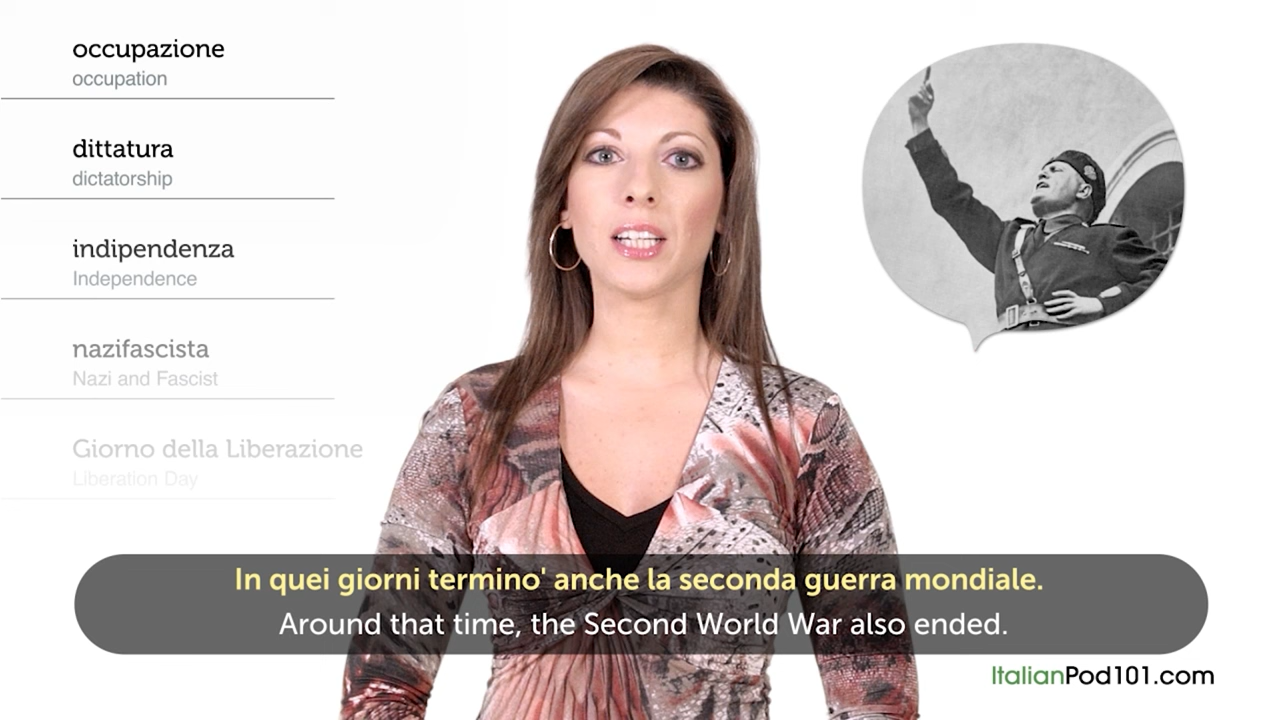 occupazione
occupation
dittatura
dictatorship
indipendenza
Independence
nazifascista
Nazi and Fascist
Giorno della Liberazione
Liberation Day
In quei giorni termino' anche la seconda guerra mondiale.
Around that time, the Second World War also ended.
ItalianPod101.com